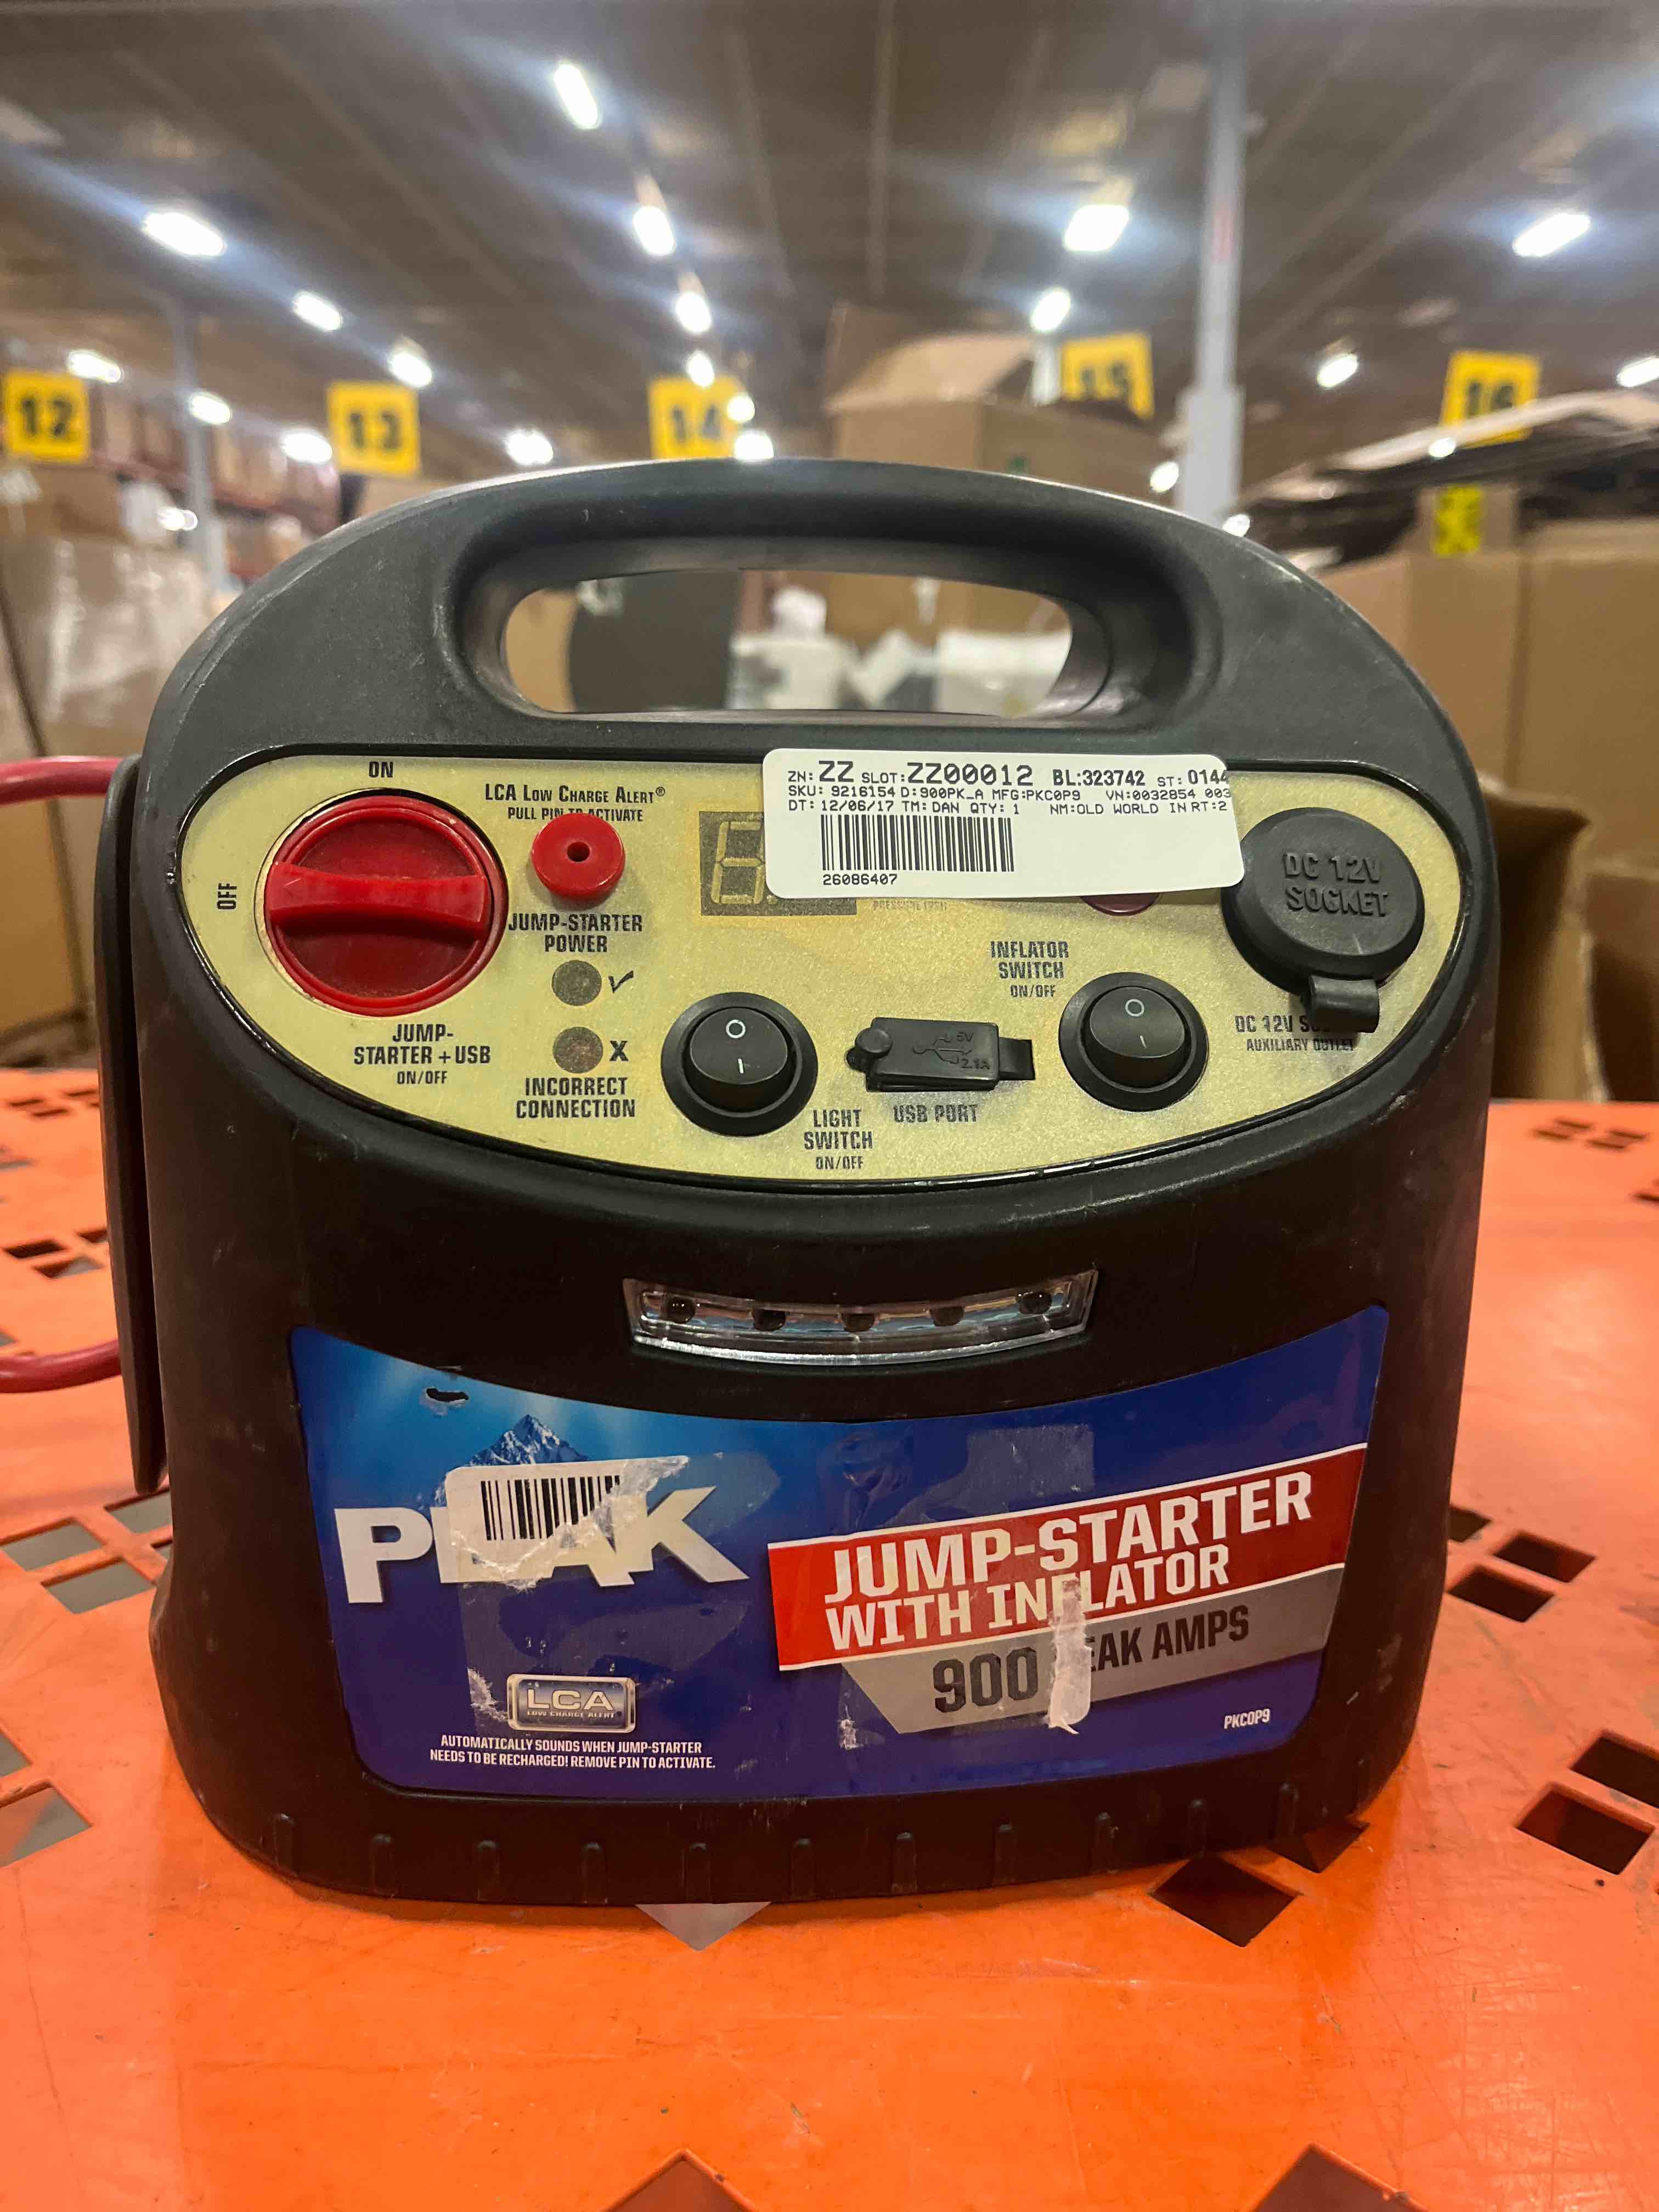 12
13
14
15
16
ZN: ZZ SLOT: ZZ00012 BL:323742 ST: 0144
SKU: 9216154 D:900PK_A MFG:PKC0P9 VN:0032854 003
DT: 12/06/17 TM: DAN QTY: 1 NM:OLD WORLD IN RT:2
26086407
ON
OFF
LCA LOW CHARGE ALERT®
PULL PIN TO ACTIVATE
JUMP-STARTER
POWER
✓
X
INCORRECT
CONNECTION
JUMP-
STARTER + USB
ON/OFF
DC 12V
SOCKET
INFLATOR
SWITCH
ON/OFF
O
I
O
I
5V
2.1A
USB PORT
LIGHT
SWITCH
ON/OFF
DC 12V
AUXILIARY OUTLET
PEAK
JUMP-STARTER
WITH INFLATOR
900 PEAK AMPS
LCA
LOW CHARGE ALERT
AUTOMATICALLY SOUNDS WHEN JUMP-STARTER
NEEDS TO BE RECHARGED! REMOVE PIN TO ACTIVATE.
PKC0P9